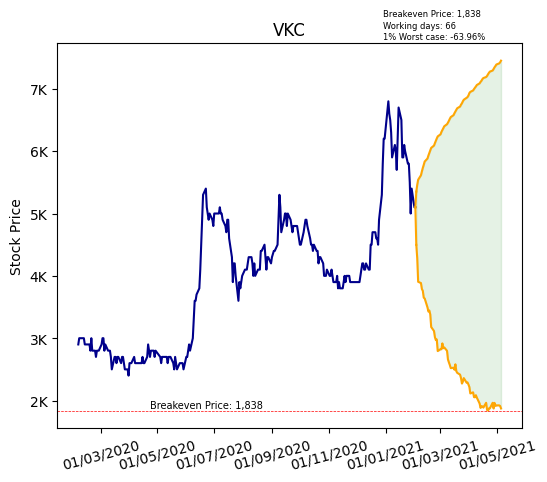 Breakeven Price: 1,838
Working days: 66
1% Worst case: -63.96%
VKC
Stock Price
7K
6K
5K
4K
3K
2K
Breakeven Price: 1,838
01/03/2020
01/05/2020
01/07/2020
01/09/2020
01/11/2020
01/01/2021
01/03/2021
01/05/2021